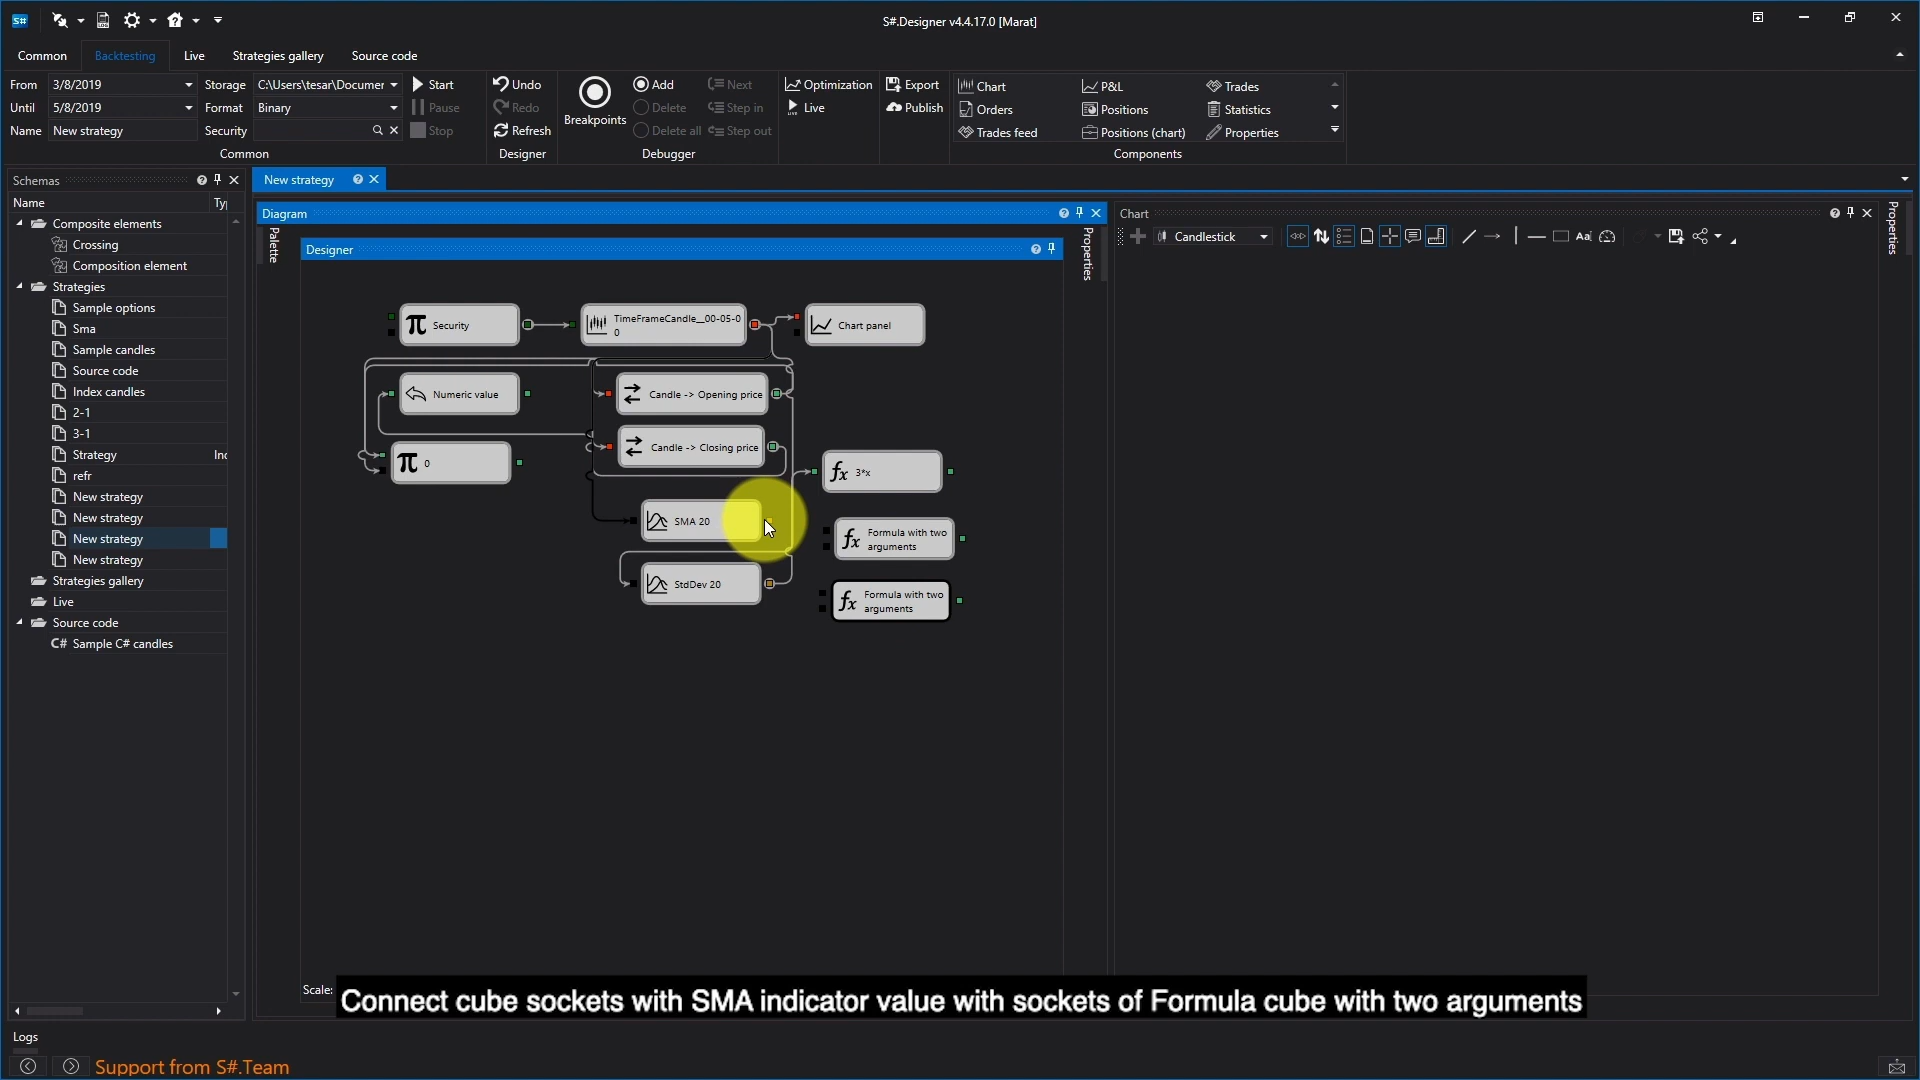 S#
S#.Designer v4.4.17.0 [Marat]
Common Backtesting Live Strategies gallery Source code
From 3/8/2019 Storage C:\Users\tesar\Documer Start Undo Add Next Optimization Export Chart P&L Trades
Until 5/8/2019 Format Binary Pause Redo Breakpoints Delete Step in Live Publish Orders Positions Statistics
Name New strategy Security Stop Refresh Delete all Step out Trades feed Positions (chart) Properties
Common Designer Debugger Components
Schemas New strategy
Name Ty
Composite elements
Crossing
Composition element
Strategies
Sample options
Sma
Sample candles
Source code
Index candles
2-1
3-1
Strategy Inc
refr
New strategy
New strategy
New strategy
New strategy
Strategies gallery
Live
Source code
C# Sample C# candles
Diagram
Palette
Designer
Properties
Security
TimeFrameCandle__00-05-0
0
Chart panel
Numeric value
Candle -> Opening price
Candle -> Closing price
π 0
fx 3*x
SMA 20
fx Formula with two
arguments
StdDev 20
fx Formula with two
arguments
Scale:
Chart
Candlestick Aa
Properties
Connect cube sockets with SMA indicator value with sockets of Formula cube with two arguments
Logs
Support from S#.Team